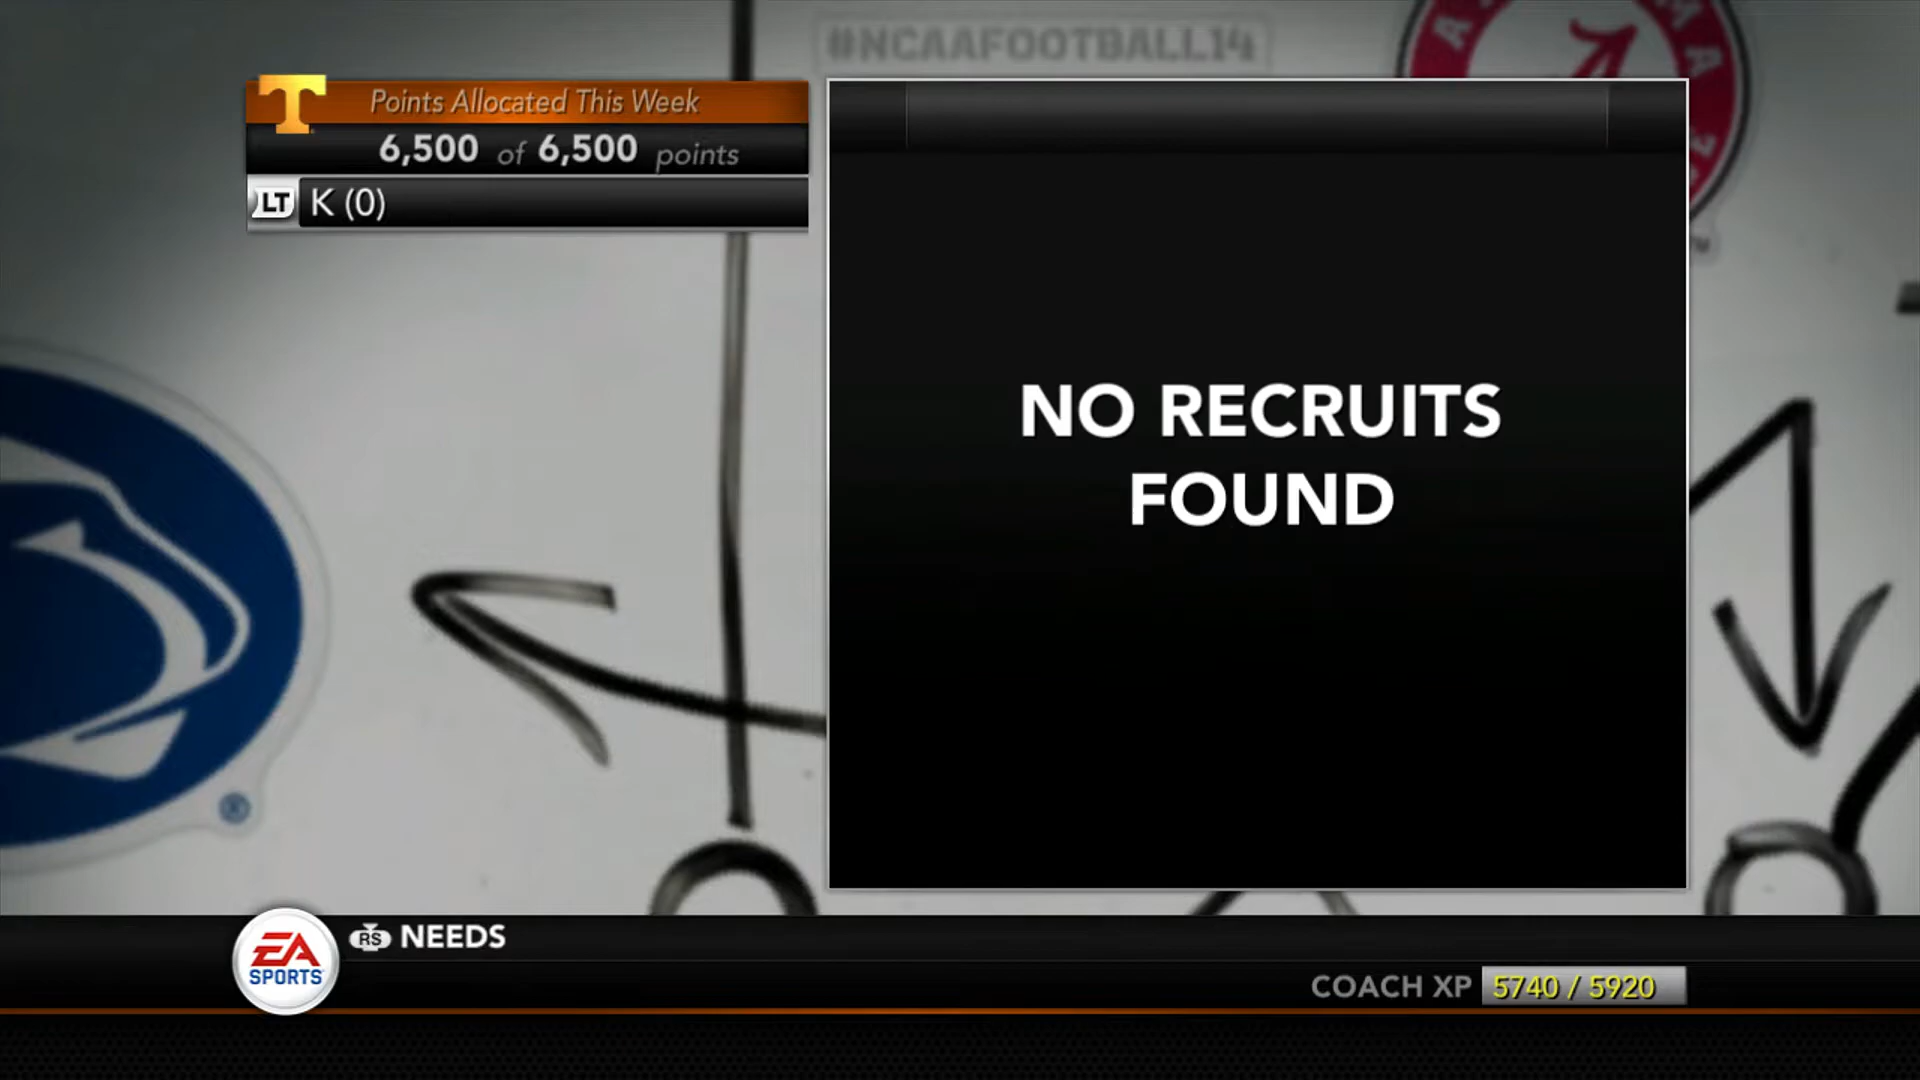 #NCAAFOOTBALL14
Points Allocated This Week
6,500 of 6,500 points
LT K (0)
NO RECRUITS
FOUND
®
TM
EA
SPORTS
RS NEEDS
COACH XP 5740 / 5920